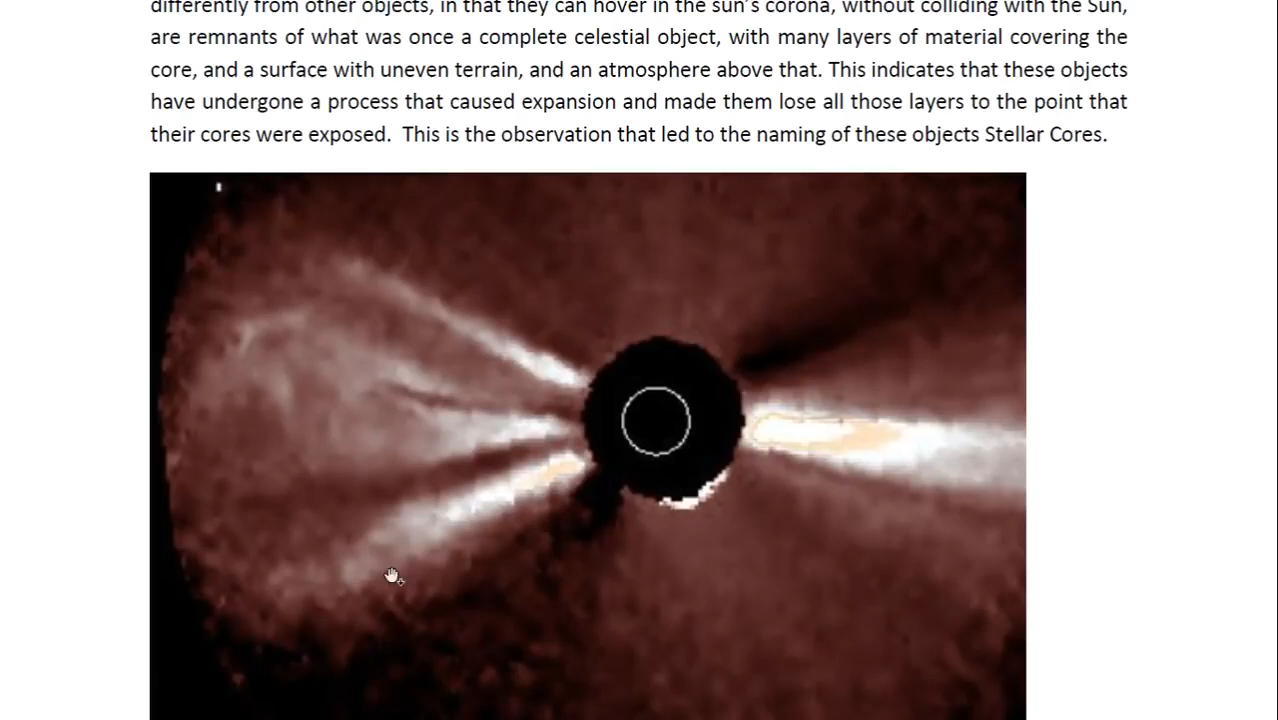 differently from other objects, in that they can hover in the sun's corona, without colliding with the Sun,
are remnants of what was once a complete celestial object, with many layers of material covering the
core, and a surface with uneven terrain, and an atmosphere above that. This indicates that these objects
have undergone a process that caused expansion and made them lose all those layers to the point that
their cores were exposed.  This is the observation that led to the naming of these objects Stellar Cores.